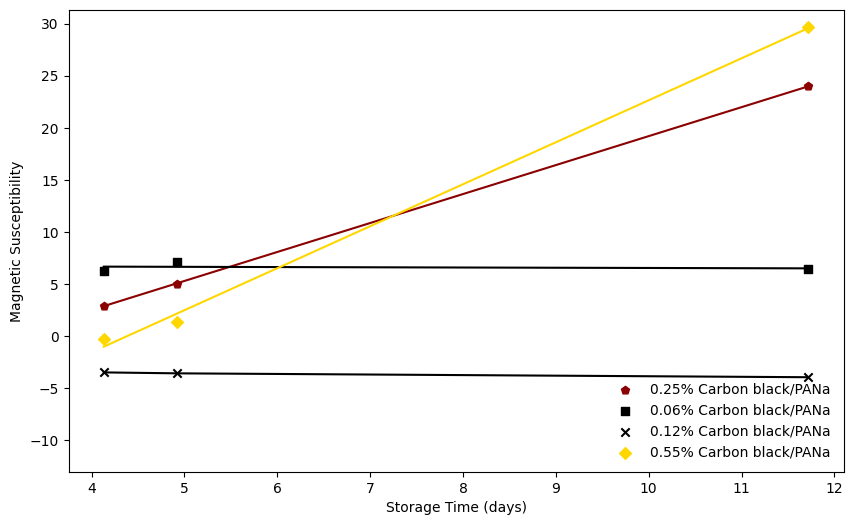 30
25
20
15
10
5
0
−5
−10
Magnetic Susceptibility
0.25% Carbon black/PANa
0.06% Carbon black/PANa
0.12% Carbon black/PANa
0.55% Carbon black/PANa
4 5 6 7 8 9 10 11 12
Storage Time (days)